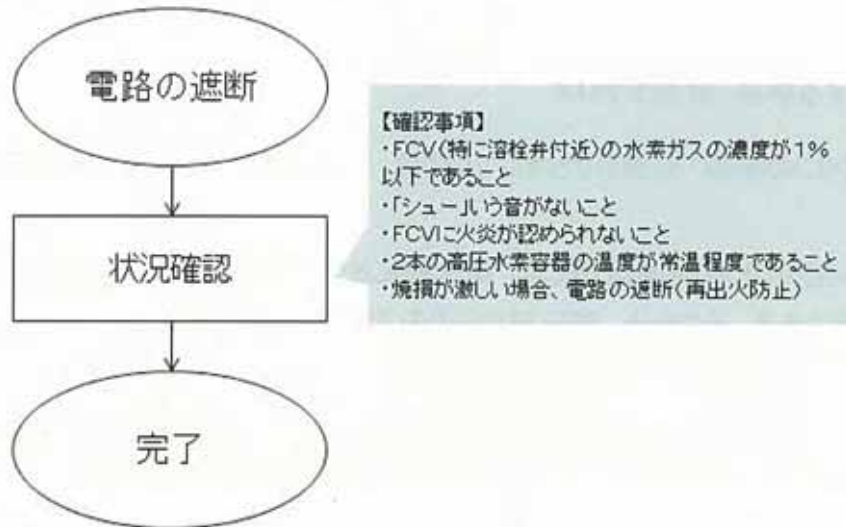 電路の遮断
【確認事項】
・FCV(特に溶栓弁付近)の水素ガスの濃度が1%
以下であること
・「シュー」いう音がないこと
・FCVに火炎が認められないこと
・2本の高圧水素容器の温度が常温程度であること
・焼損が激しい場合、電路の遮断(再出火防止)
状況確認
完了